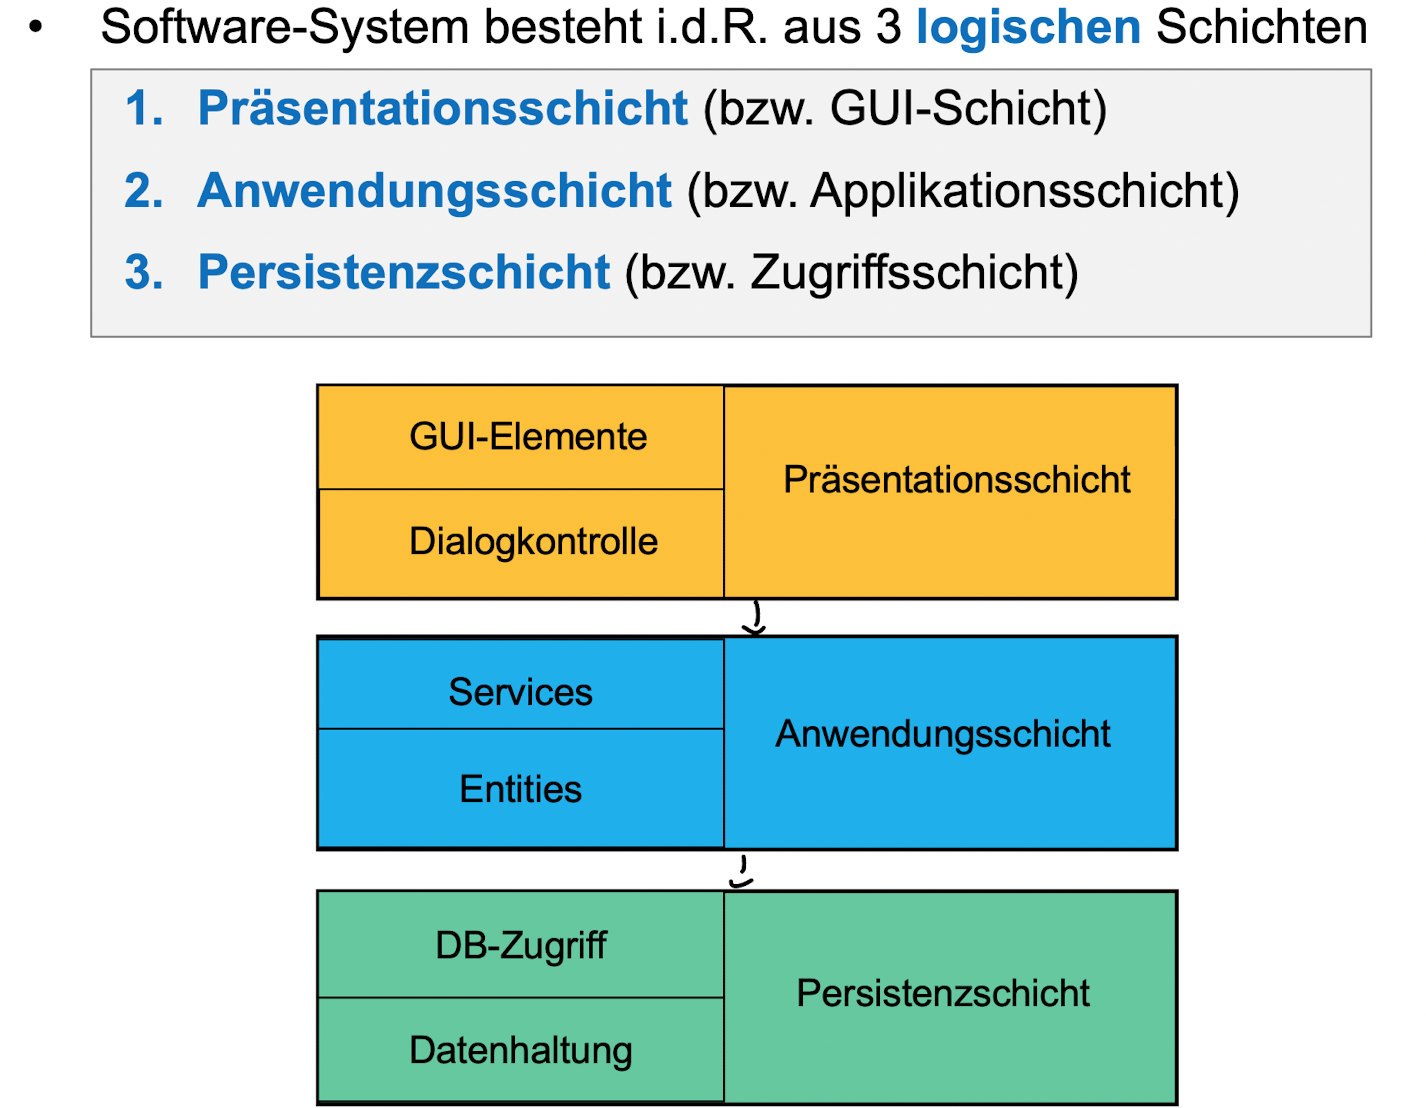 • Software-System besteht i.d.R. aus 3 logischen Schichten
1. Präsentationsschicht (bzw. GUI-Schicht)
2. Anwendungsschicht (bzw. Applikationsschicht)
3. Persistenzschicht (bzw. Zugriffsschicht)
GUI-Elemente
Präsentationsschicht
Dialogkontrolle
Services
Anwendungsschicht
Entities
DB-Zugriff
Persistenzschicht
Datenhaltung